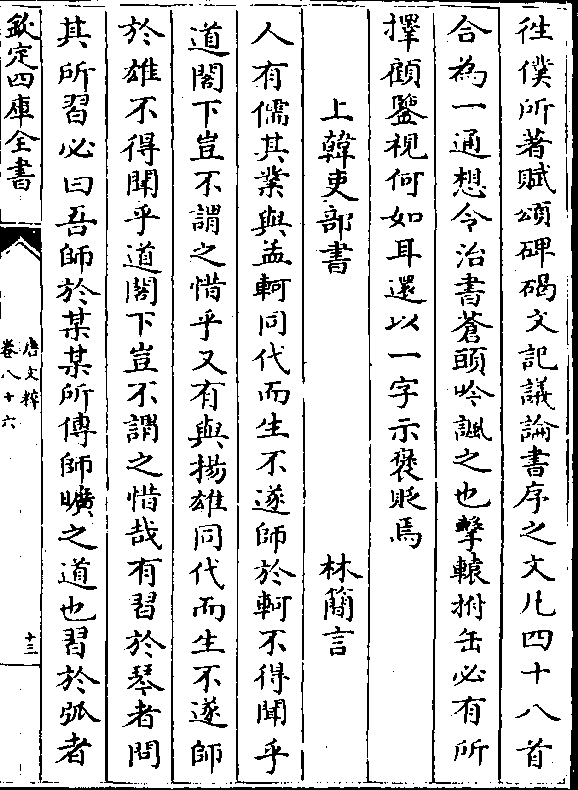 往僕所著賦頌碑碣文記議論書序之文凡四十八首
合為一通想令治書蒼頭吟諷之也擊轅拊缶必有所
擇顧鑒視何如耳還以一字示褒貶焉
上韓吏部書 林簡言
人有儒其業與孟軻同代而生不遂師於軻不得聞乎
道閤下豈不謂之惜乎又有與揚雄同代而生不遂師
於雄不得聞乎道閤下豈不謂之惜哉有習於琴者問
其所習必曰吾師於某某所傳師曠之道也習於弧者
欽定四庫全書
唐文粹
卷八十六
十三